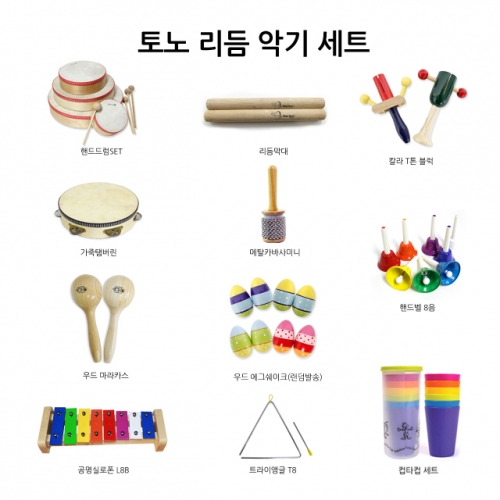 토노 리듬 악기 세트
핸드드럼SET
리듬막대
칼라 T톤 블럭
가죽탬버린
메탈카바사미니
핸드벨 8음
우드 마라카스
우드 에그쉐이크(랜덤발송)
공명실로폰 L8B
트라이앵글 T8
컵타컵 세트